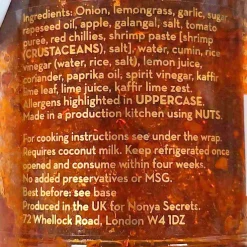 Ingredients: Onion, lemongrass, garlic, sugar,
rapeseed oil, apple, galangal, salt, tomato
puree, red chillies, shrimp paste [shrimp
(CRUSTACEANS), salt], water, cumin, rice
vinegar (water, rice, salt), lemon juice,
coriander, paprika oil, spirit vinegar, kaffir
lime leaf, lime juice, kaffir lime zest.
Allergens highlighted in UPPERCASE.
Made in a production kitchen using NUTS.
For cooking instructions see under the wrap.
Requires coconut milk. Keep refrigerated once
opened and consume within four weeks.
No added preservatives or MSG.
Best before: see base
Produced in the UK for Nonya Secrets.
72 Whellock Road, London W4 1DZ